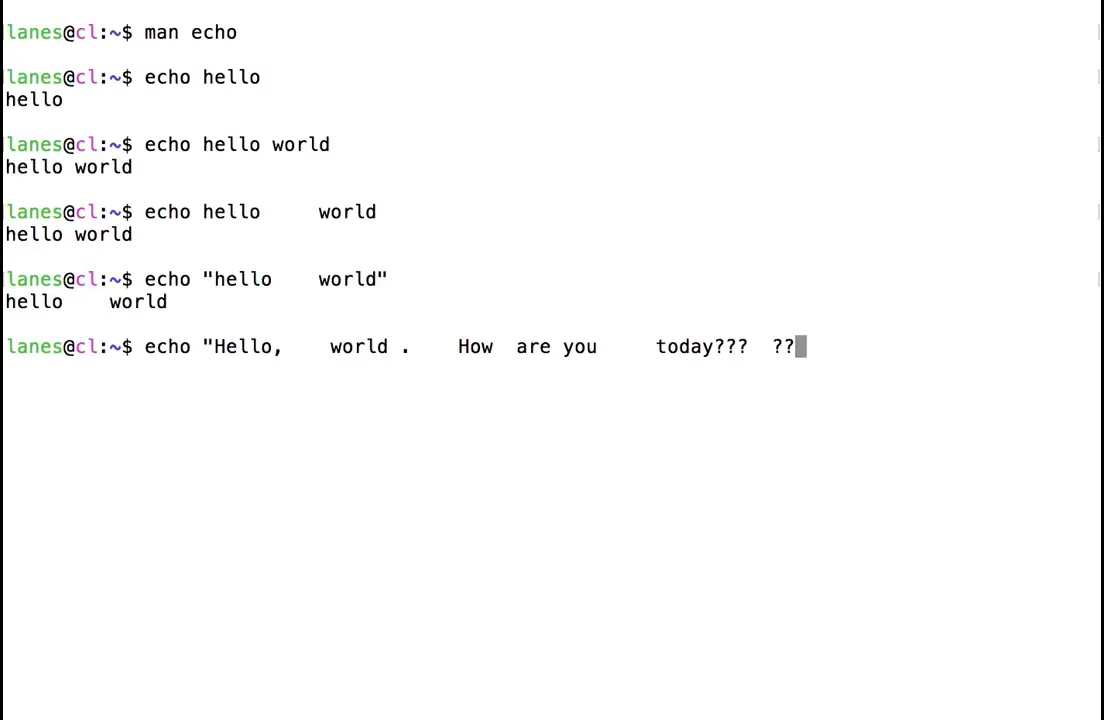 lanes@cl:~$ man echo
lanes@cl:~$ echo hello
hello
lanes@cl:~$ echo hello world
hello world
lanes@cl:~$ echo hello     world
hello world
lanes@cl:~$ echo "hello    world"
hello    world
lanes@cl:~$ echo "Hello,    world .    How  are you     today???  ??